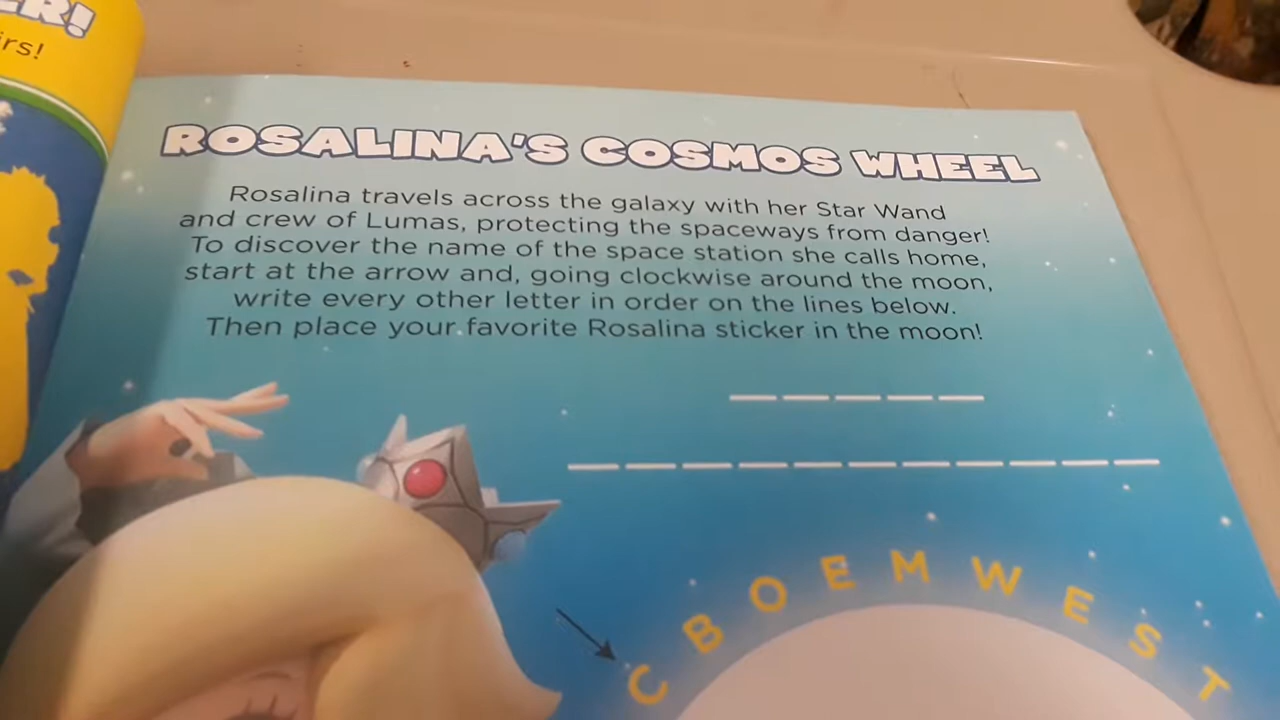 ER!
irs!
ROSALINA'S COSMOS WHEEL
Rosalina travels across the galaxy with her Star Wand
and crew of Lumas, protecting the spaceways from danger!
To discover the name of the space station she calls home,
start at the arrow and, going clockwise around the moon,
write every other letter in order on the lines below.
Then place your favorite Rosalina sticker in the moon!
C B O E M W E S T